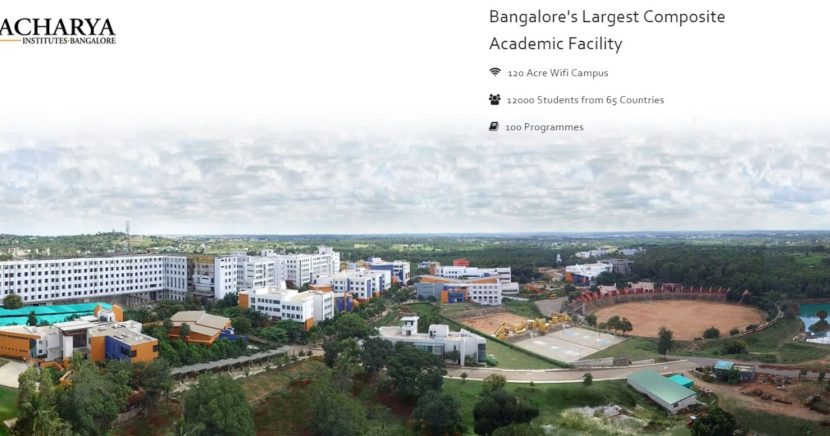 ACHARYA
INSTITUTES·BANGALORE
Bangalore's Largest Composite
Academic Facility
120 Acre Wifi Campus
12000 Students from 65 Countries
100 Programmes